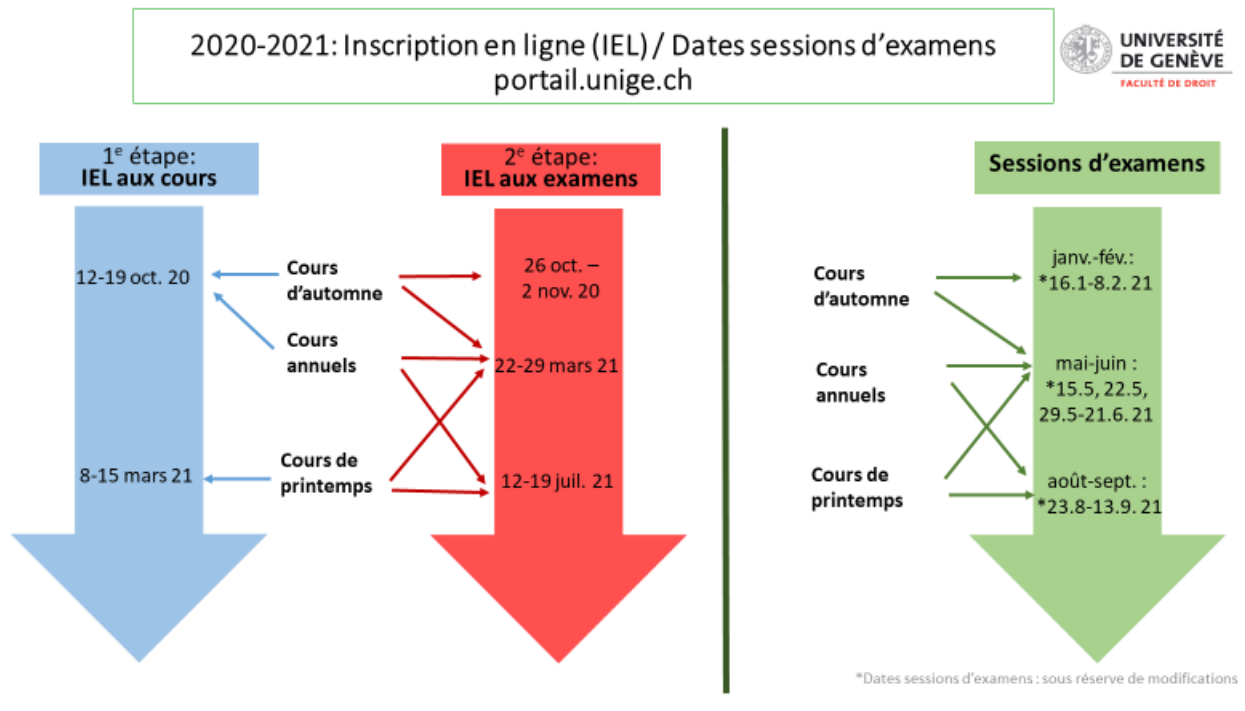 2020-2021: Inscription en ligne (IEL) / Dates sessions d’examens
portail.unige.ch
UNIVERSITÉ
DE GENÈVE
FACULTÉ DE DROIT
1e étape:
IEL aux cours
12-19 oct. 20
8-15 mars 21
Cours
d’automne
Cours
annuels
Cours de
printemps
2e étape:
IEL aux examens
26 oct. –
2 nov. 20
22-29 mars 21
12-19 juil. 21
Cours
d’automne
Cours
annuels
Cours de
printemps
Sessions d’examens
janv.-fév.:
*16.1-8.2. 21
mai-juin :
*15.5, 22.5,
29.5-21.6. 21
août-sept. :
*23.8-13.9. 21
*Dates sessions d’examens : sous réserve de modifications